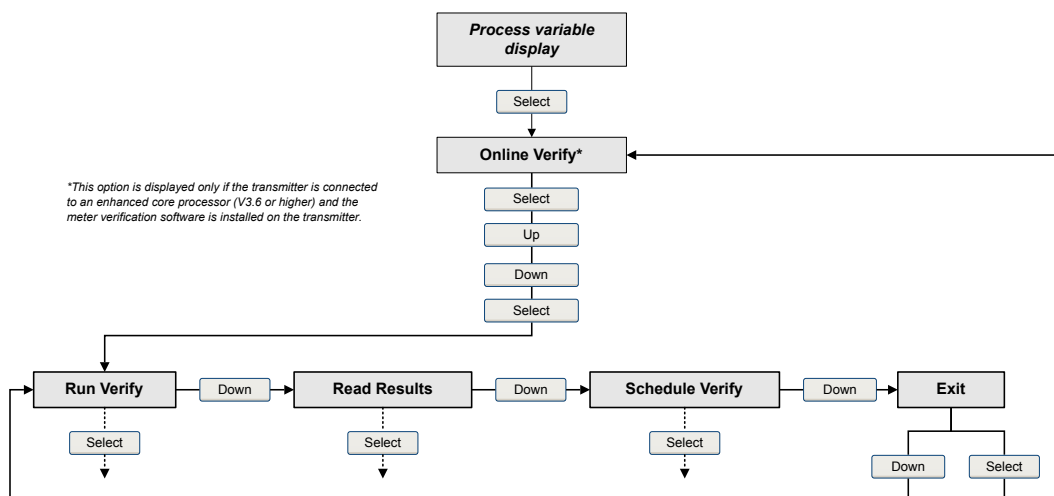 Process variable
display
Select
Online Verify*
*This option is displayed only if the transmitter is connected
to an enhanced core processor (V3.6 or higher) and the
meter verification software is installed on the transmitter.
Select
Up
Down
Select
Run Verify
Down
Read Results
Down
Schedule Verify
Down
Exit
Select
Select
Select
Down
Select